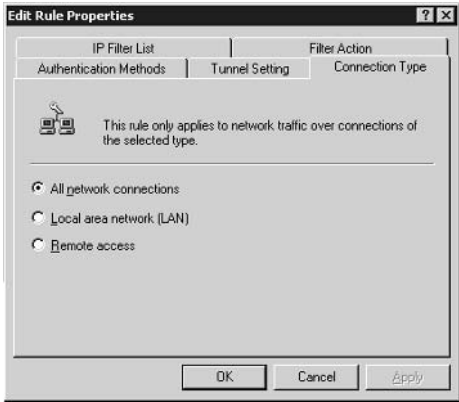 Edit Rule Properties
? X
IP Filter List Filter Action
Authentication Methods Tunnel Setting Connection Type
This rule only applies to network traffic over connections of
the selected type.
All network connections
Local area network (LAN)
Remote access
OK Cancel Apply